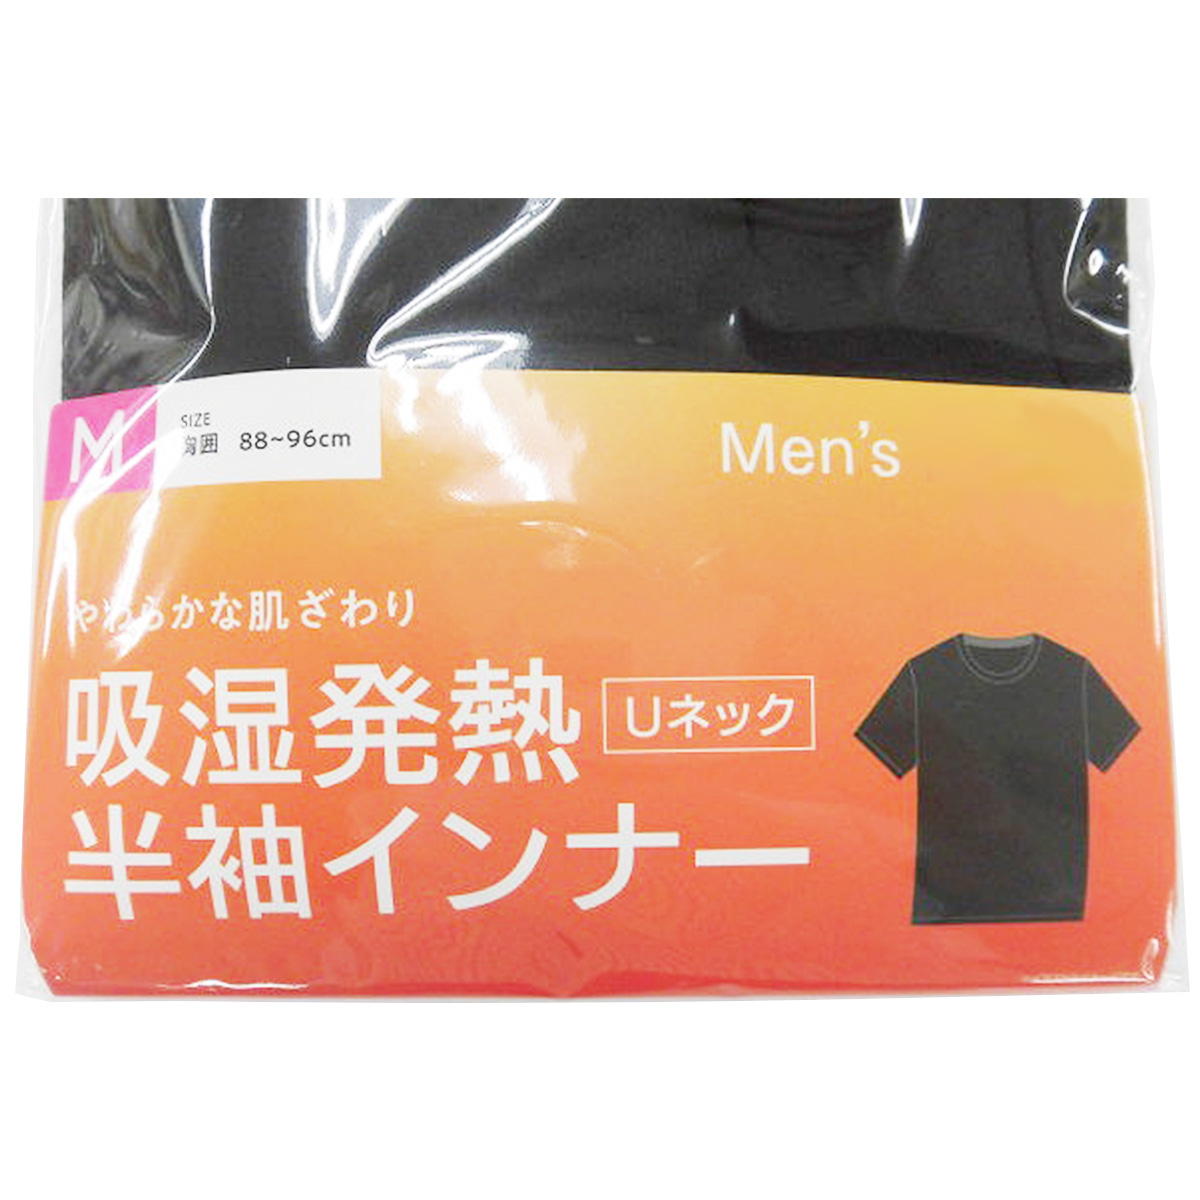 M
SIZE
胸囲 88~96cm
Men's
やわらかな肌ざわり
吸湿発熱 Uネック
半袖インナー